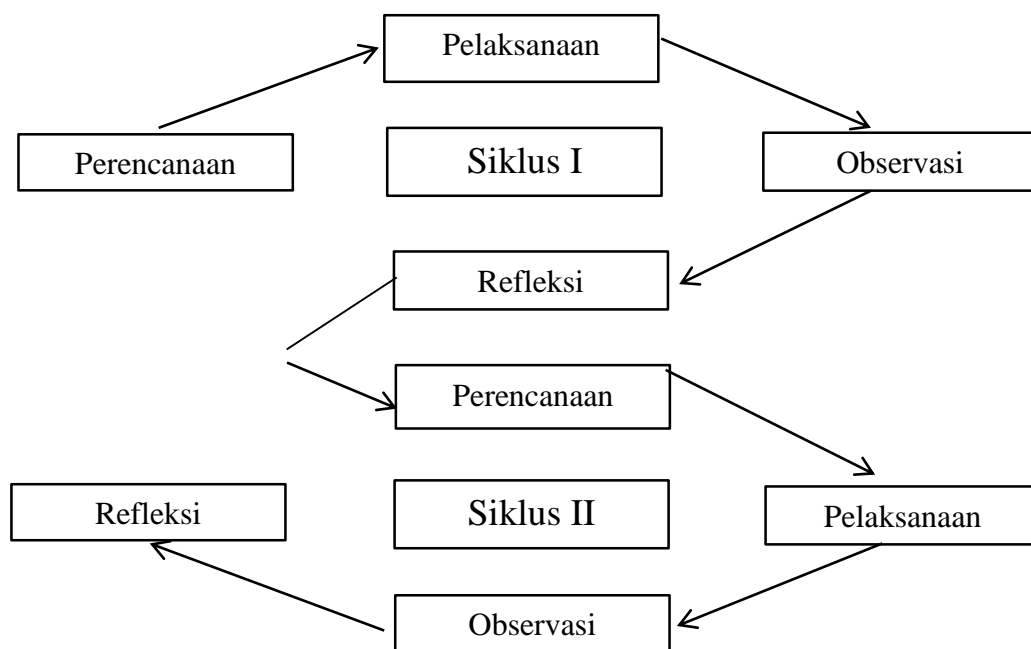 Pelaksanaan
Perencanaan
Siklus I
Observasi
Refleksi
Perencanaan
Refleksi
Siklus II
Pelaksanaan
Observasi